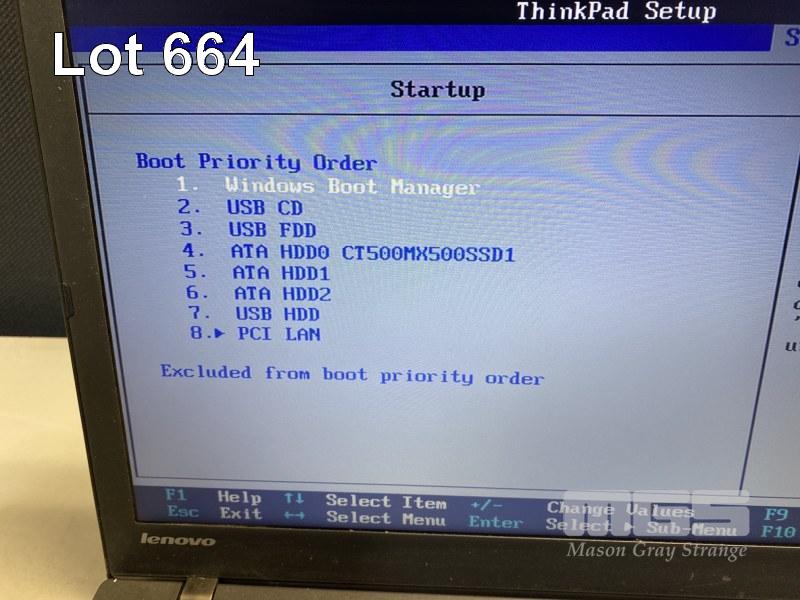 ThinkPad Setup
Lot 664
Startup
Boot Priority Order
1. Windows Boot Manager
2. USB CD
3. USB FDD
4. ATA HDD0 CT500MX500SSD1
5. ATA HDD1
6. ATA HDD2
7. USB HDD
8.▸ PCI LAN
Excluded from boot priority order
F1 Help ↑↓ Select Item +/- Change Values F9
Esc Exit ←→ Select Menu Enter Select ▸ Sub-Menu F10
lenovo
MGS
Mason Gray Strange